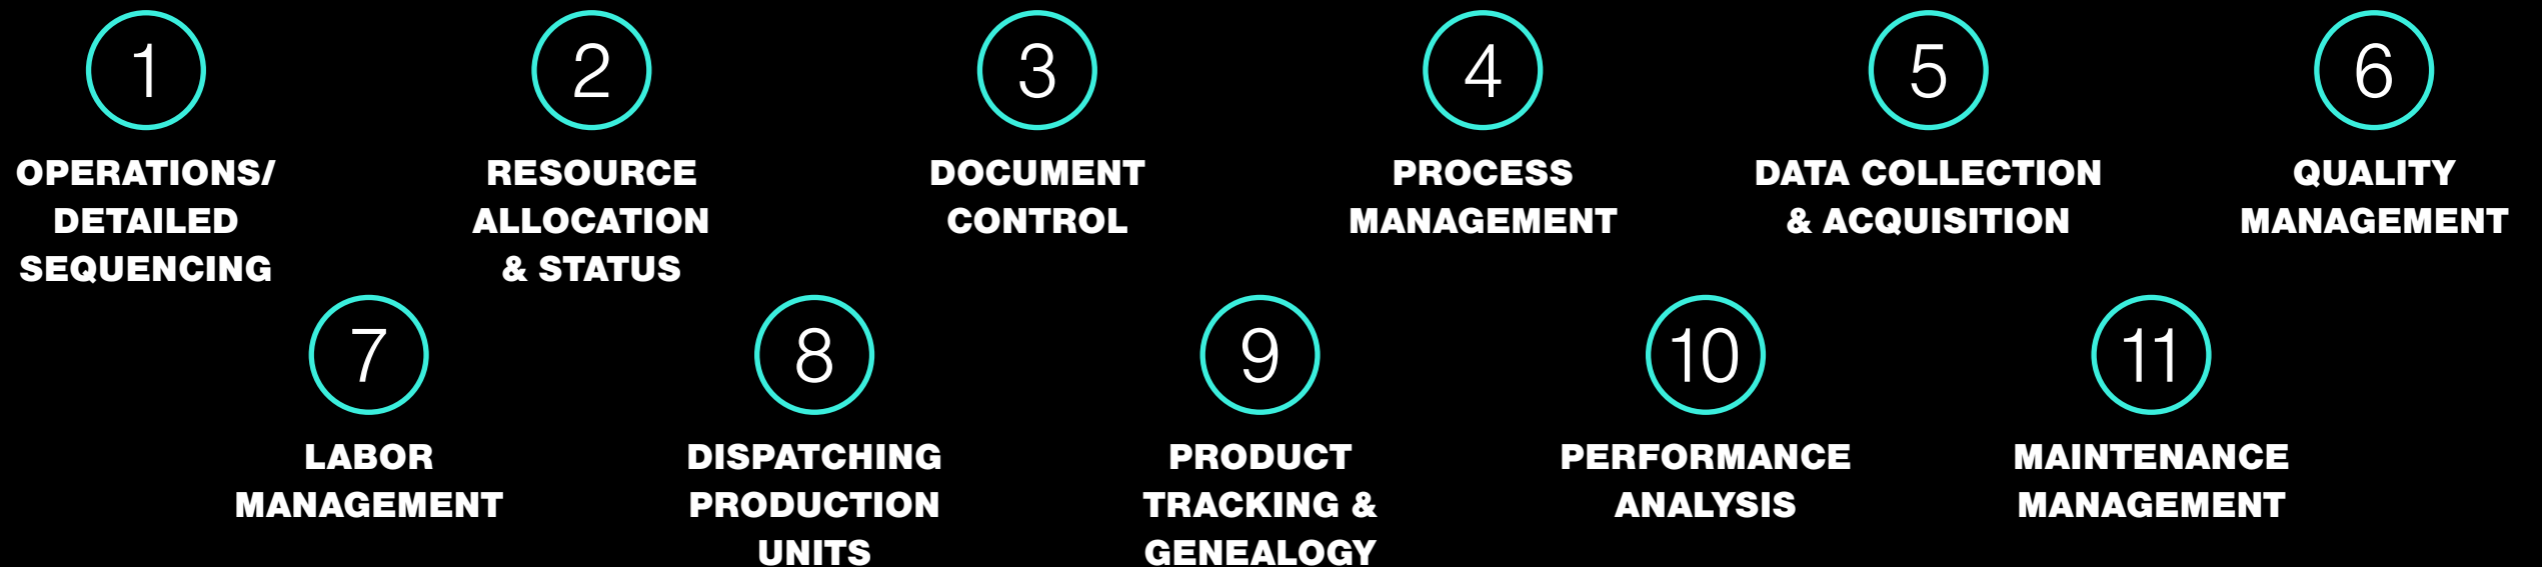 1
OPERATIONS/
DETAILED
SEQUENCING
2
RESOURCE
ALLOCATION
& STATUS
3
DOCUMENT
CONTROL
4
PROCESS
MANAGEMENT
5
DATA COLLECTION
& ACQUISITION
6
QUALITY
MANAGEMENT
7
LABOR
MANAGEMENT
8
DISPATCHING
PRODUCTION
UNITS
9
PRODUCT
TRACKING &
GENEALOGY
10
PERFORMANCE
ANALYSIS
11
MAINTENANCE
MANAGEMENT